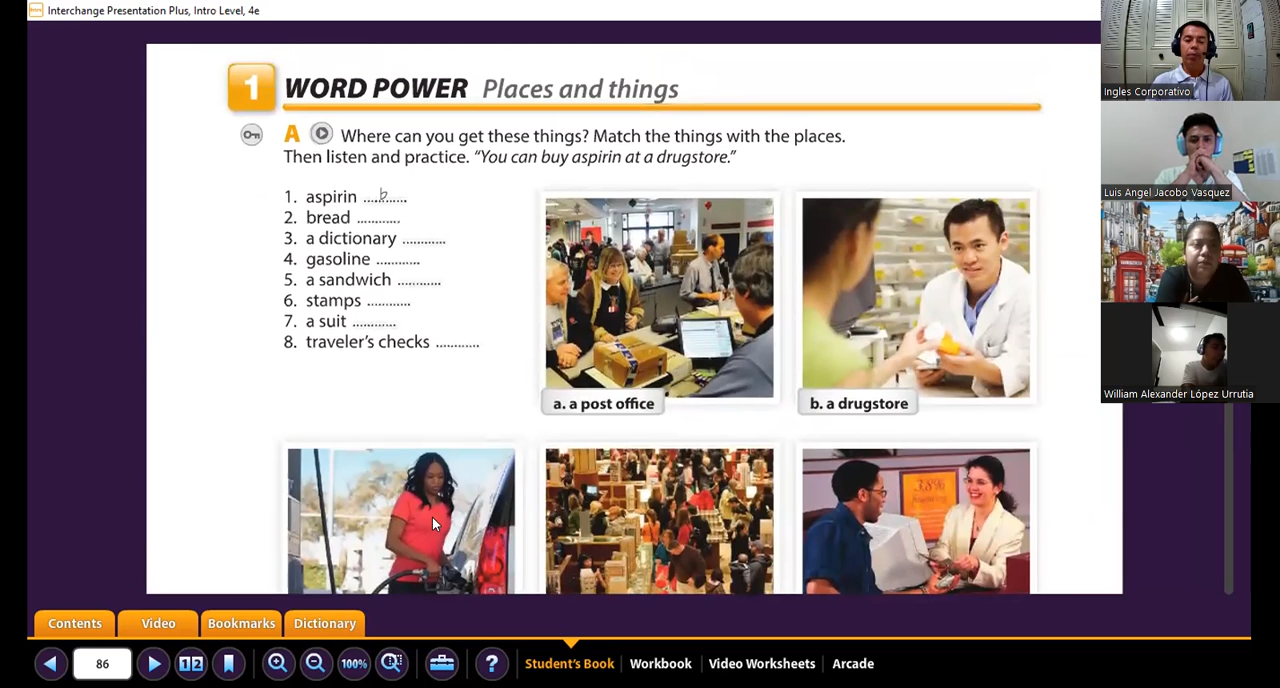 Interchange Presentation Plus, Intro Level, 4e
1 WORD POWER Places and things
A Where can you get these things? Match the things with the places.
Then listen and practice. “You can buy aspirin at a drugstore.”
1. aspirin .....b.......
2. bread ............
3. a dictionary ............
4. gasoline ............
5. a sandwich ............
6. stamps ............
7. a suit ............
8. traveler’s checks ............
a. a post office
b. a drugstore
3.8%
Ingles Corporativo
Luis Angel Jacobo Vasquez
William Alexander López Urrutia
Contents Video Bookmarks Dictionary
86 1 2 100% ? Student’s Book Workbook Video Worksheets Arcade